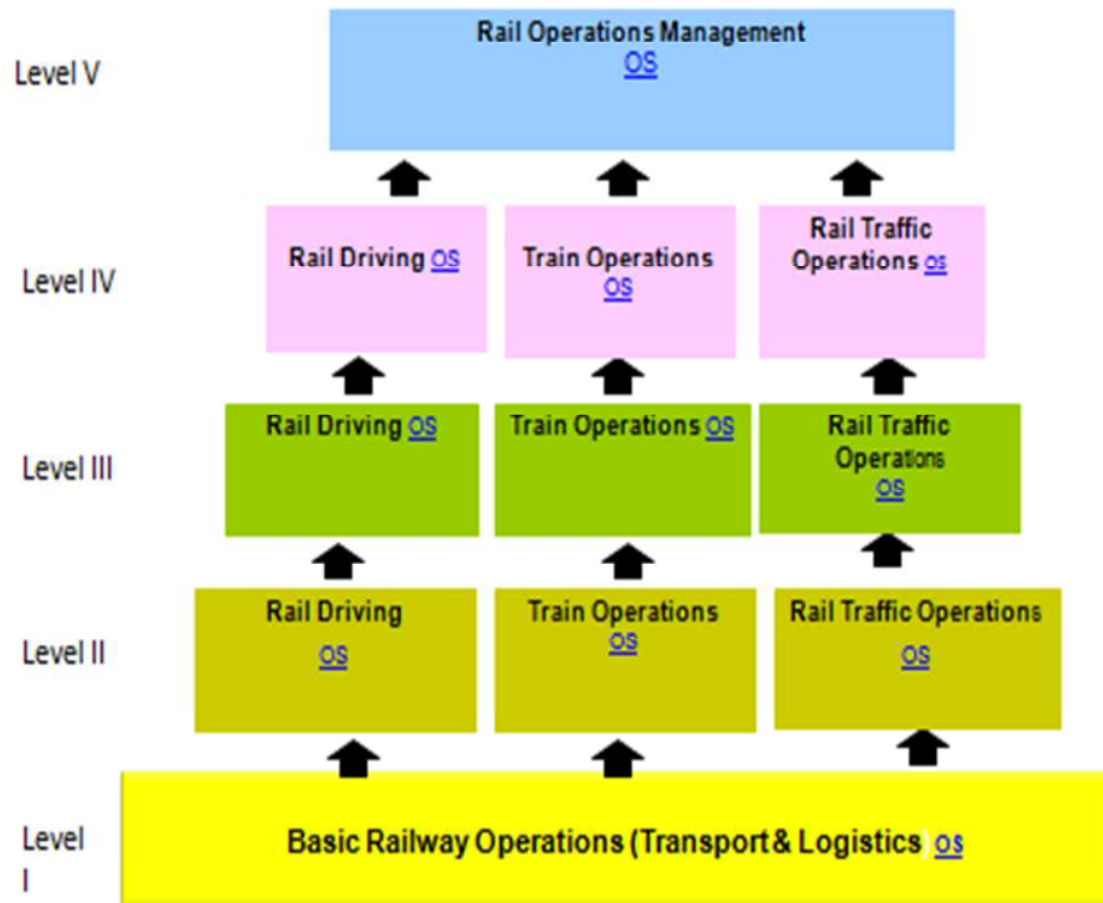 Rail Operations Management
OS
Level V
Rail Driving OS
Train Operations
OS
Rail Traffic
Operations os
Level IV
Rail Driving OS
Train Operations OS
Rail Traffic
Operations
OS
Level III
Rail Driving
OS
Train Operations
OS
Rail Traffic Operations
OS
Level II
Basic Railway Operations (Transport & Logistics) OS
Level
I